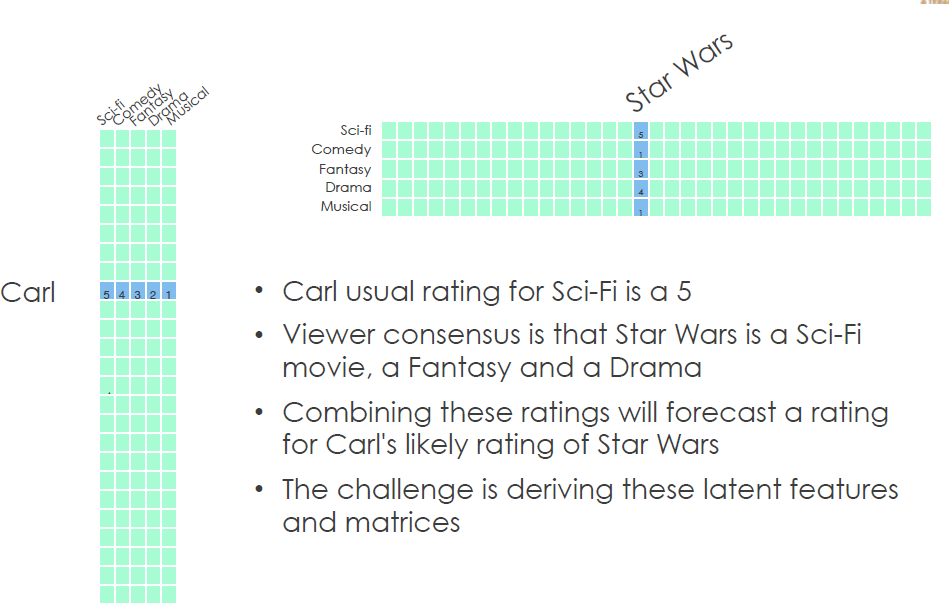 Star Wars
Sci-fi
Comedy
Fantasy
Drama
Musical
Sci-fi 5
Comedy 1
Fantasy 3
Drama 4
Musical 1
Carl 5 4 3 2 1
• Carl usual rating for Sci-Fi is a 5
• Viewer consensus is that Star Wars is a Sci-Fi
movie, a Fantasy and a Drama
• Combining these ratings will forecast a rating
for Carl's likely rating of Star Wars
• The challenge is deriving these latent features
and matrices